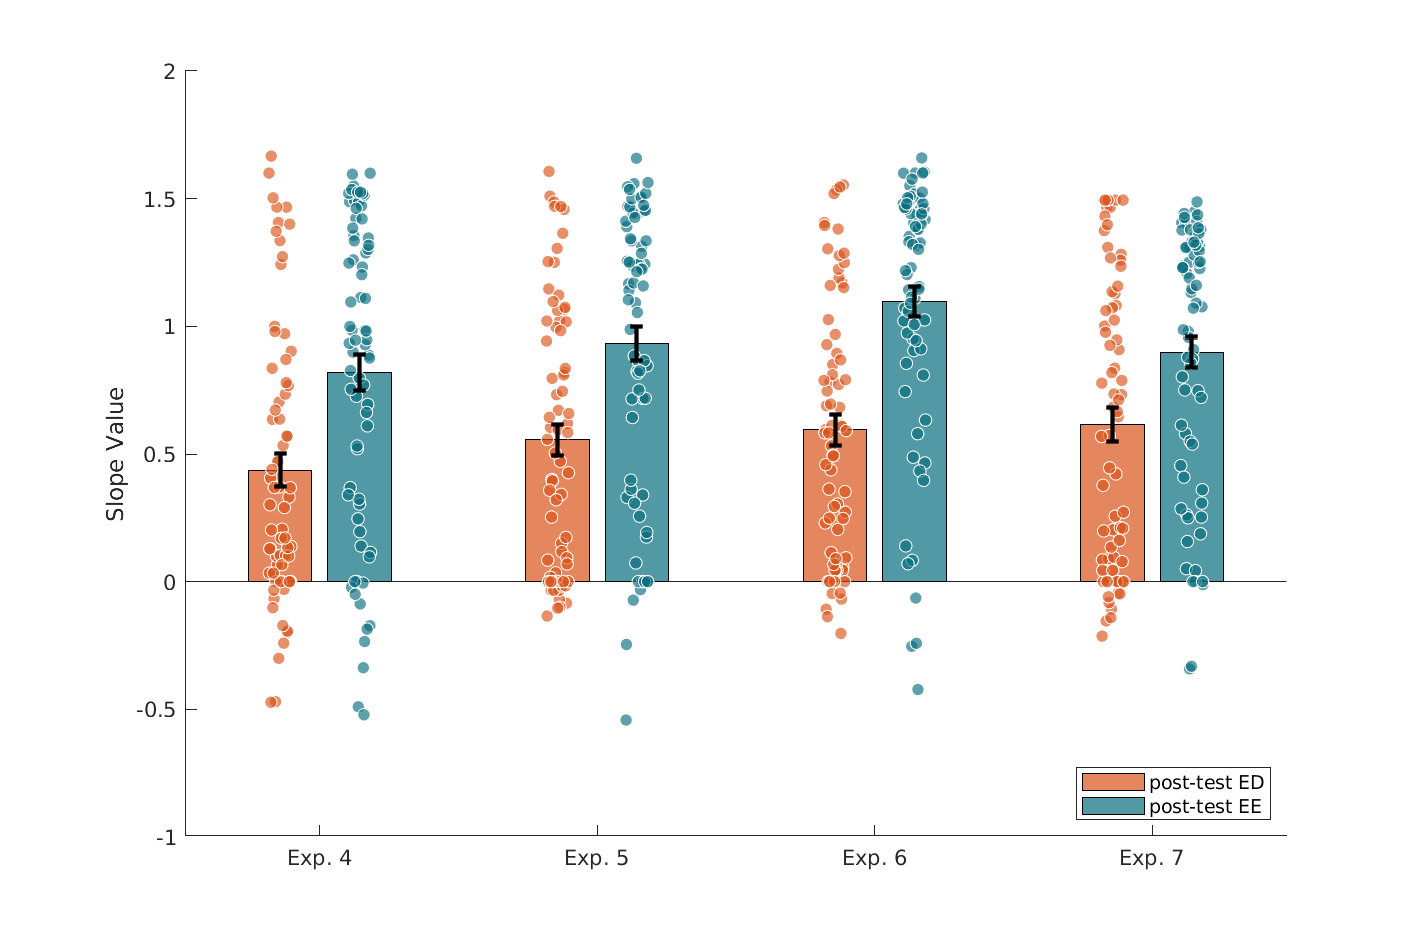 2
1.5
1
0.5
0
-0.5
-1
Slope Value
Exp. 4
Exp. 5
Exp. 6
Exp. 7
post-test ED
post-test EE